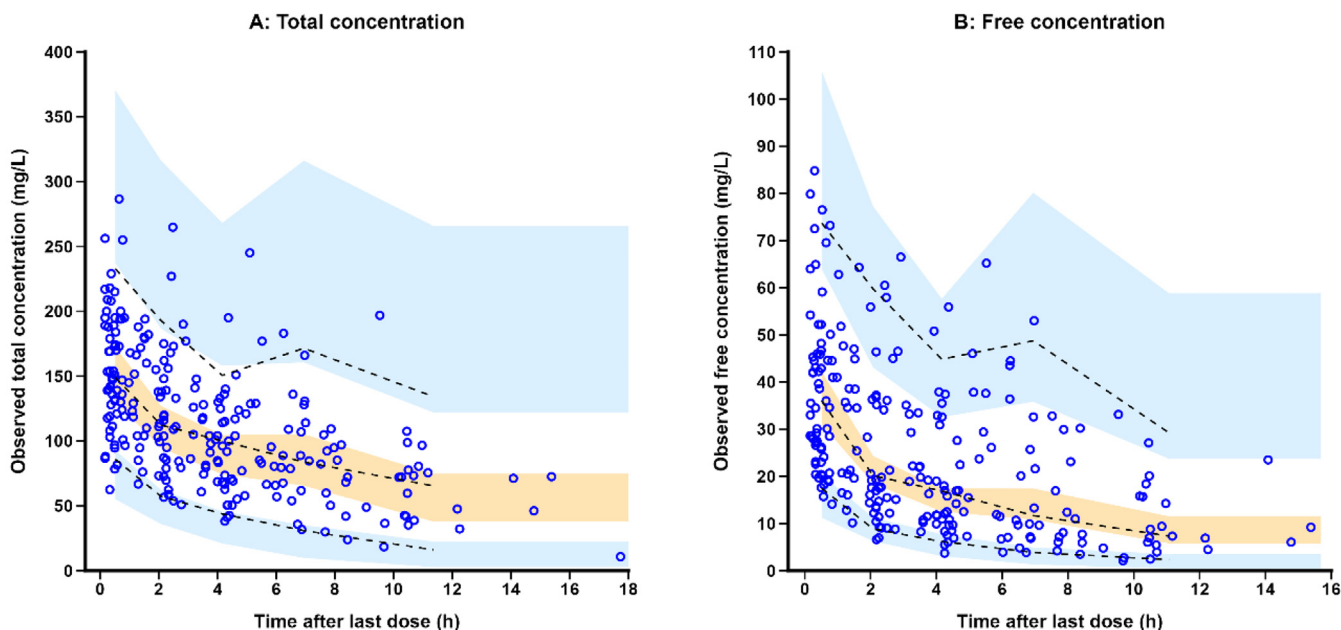 A: Total concentration
400
350
300
250
200
150
100
50
0
Observed total concentration (mg/L)
0 2 4 6 8 10 12 14 16 18
Time after last dose (h)
B: Free concentration
110
100
90
80
70
60
50
40
30
20
10
0
Observed free concentration (mg/L)
0 2 4 6 8 10 12 14 16
Time after last dose (h)